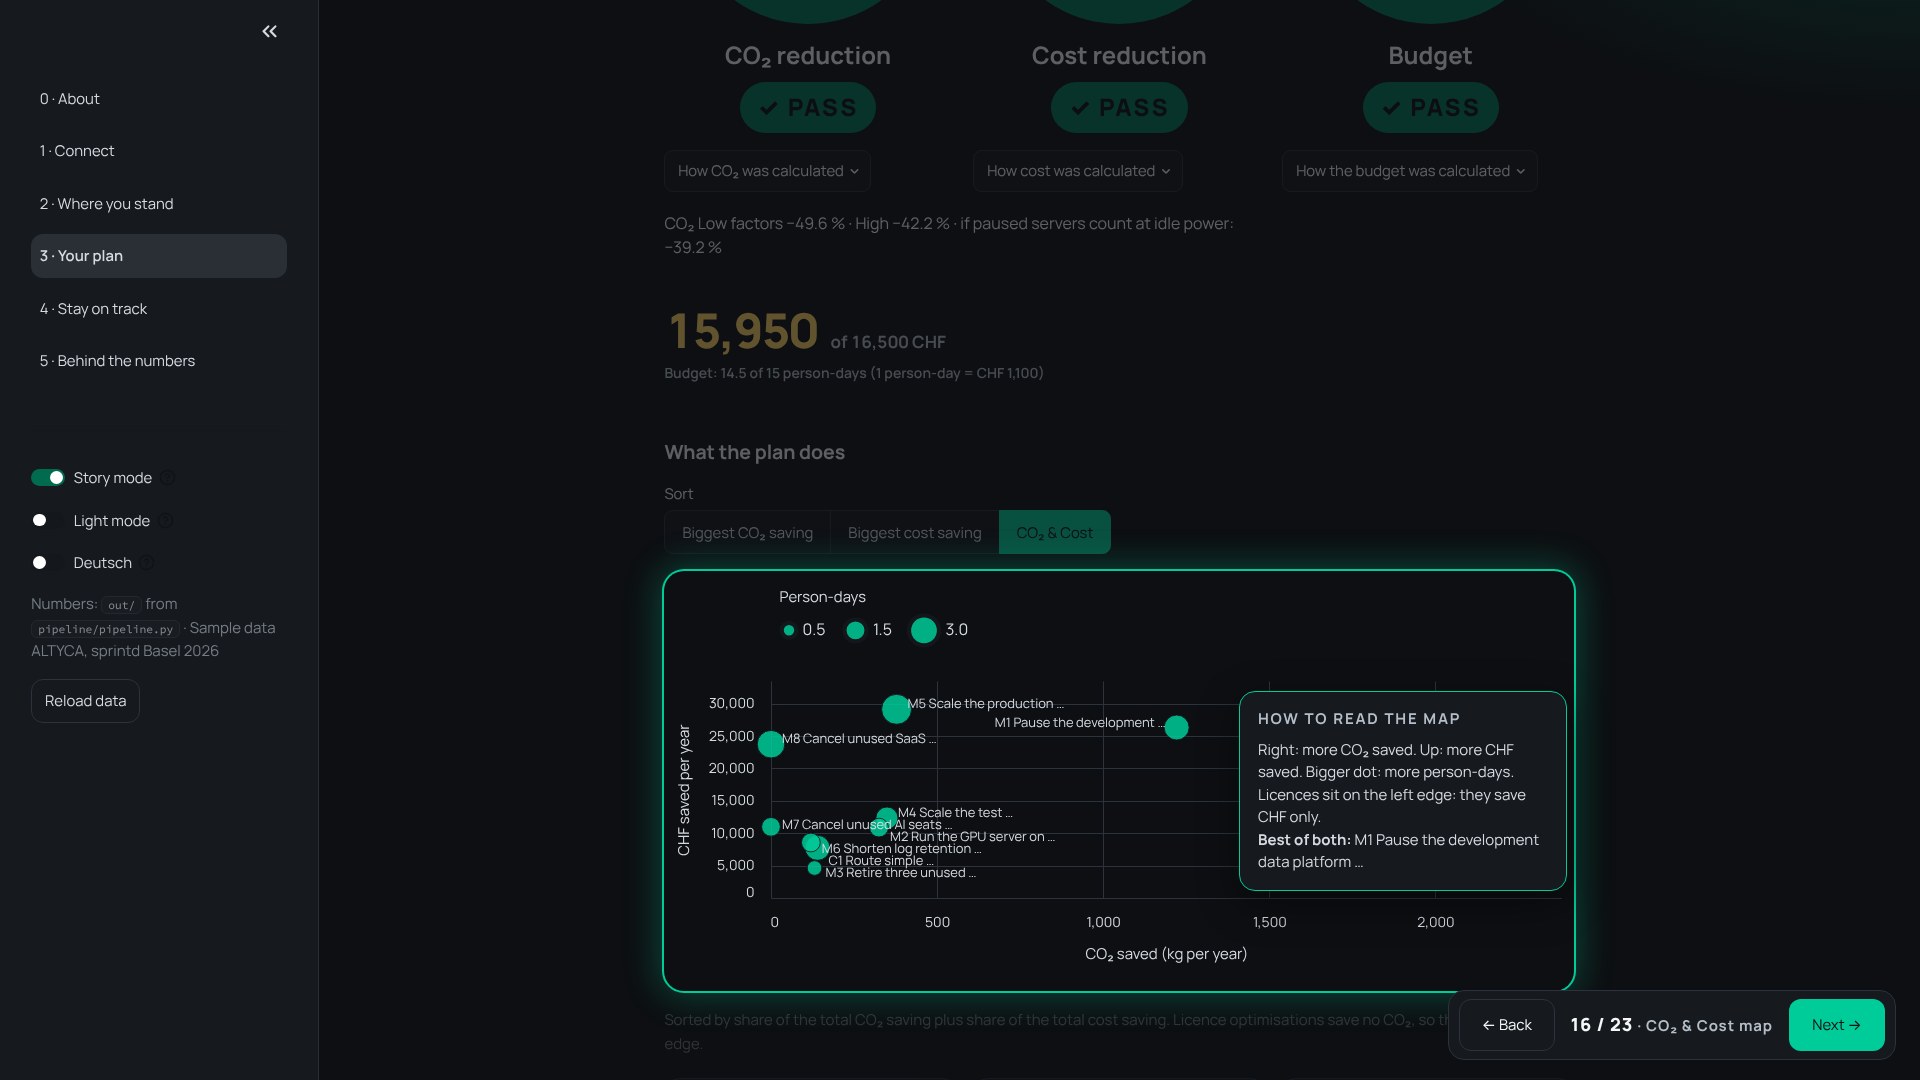 0 · About
1 · Connect
2 · Where you stand
3 · Your plan
4 · Stay on track
5 · Behind the numbers
Story mode
Light mode
Deutsch
Numbers: out/ from
pipeline/pipeline.py · Sample data
ALTYCA, sprintd Basel 2026
Reload data
CO₂ reduction
Cost reduction
Budget
✓ PASS
✓ PASS
✓ PASS
How CO₂ was calculated
How cost was calculated
How the budget was calculated
CO₂ Low factors −49.6 % · High −42.2 % · if paused servers count at idle power:
−39.2 %
15,950 of 16,500 CHF
Budget: 14.5 of 15 person-days (1 person-day = CHF 1,100)
What the plan does
Sort
Biggest CO₂ saving
Biggest cost saving
CO₂ & Cost
Person-days
0.5
1.5
3.0
CHF saved per year
30,000
25,000
20,000
15,000
10,000
5,000
0
M5 Scale the production ...
M1 Pause the development ...
M8 Cancel unused SaaS ...
M4 Scale the test ...
M7 Cancel unused AI seats ...
M2 Run the GPU server on ...
M6 Shorten log retention ...
C1 Route simple ...
M3 Retire three unused ...
0
500
1,000
1,500
2,000
CO₂ saved (kg per year)
HOW TO READ THE MAP
Right: more CO₂ saved. Up: more CHF
saved. Bigger dot: more person-days.
Licences sit on the left edge: they save
CHF only.
Best of both: M1 Pause the development
data platform ...
Sorted by share of the total CO₂ saving plus share of the total cost saving. Licence optimisations save no CO₂, so
edge.
← Back
16 / 23 · CO₂ & Cost map
Next →